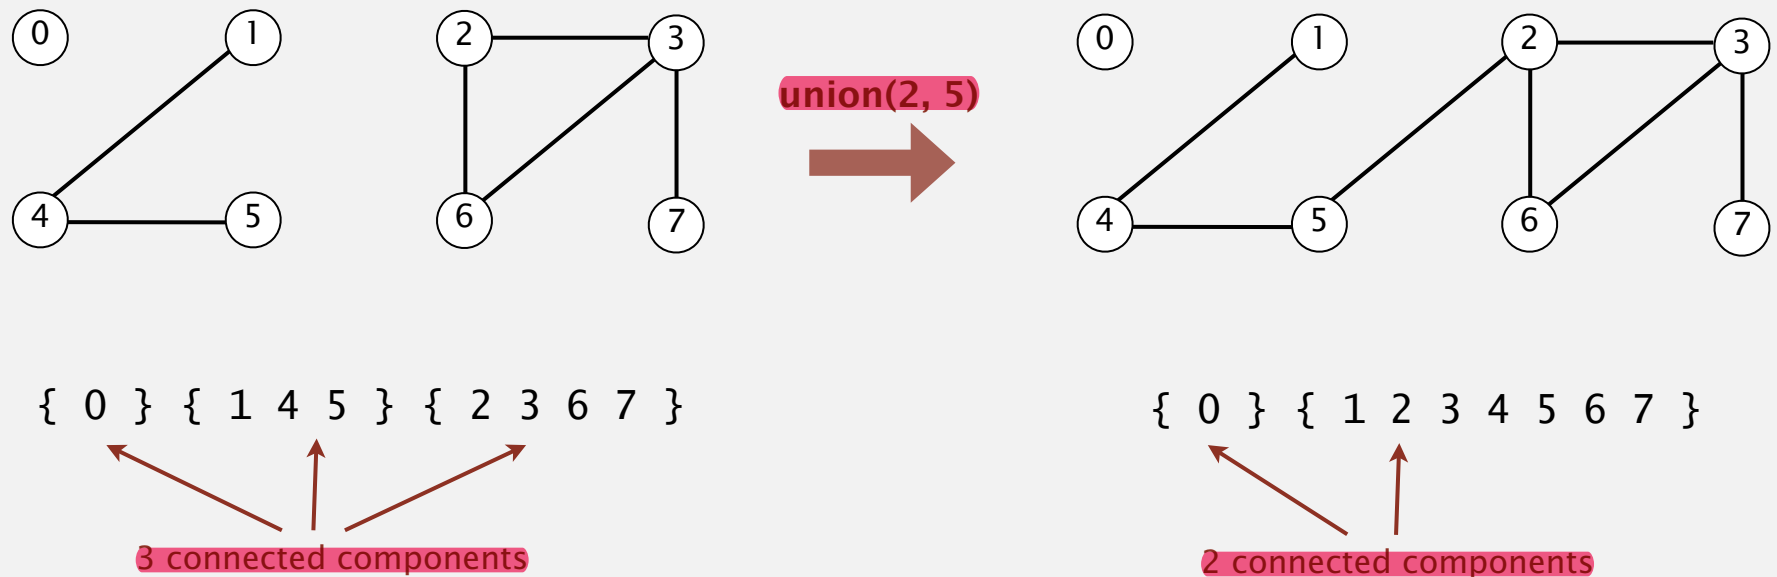 0 1 2 3
4 5 6 7
union(2, 5)
0 1 2 3
4 5 6 7
{ 0 } { 1 4 5 } { 2 3 6 7 }
3 connected components
{ 0 } { 1 2 3 4 5 6 7 }
2 connected components